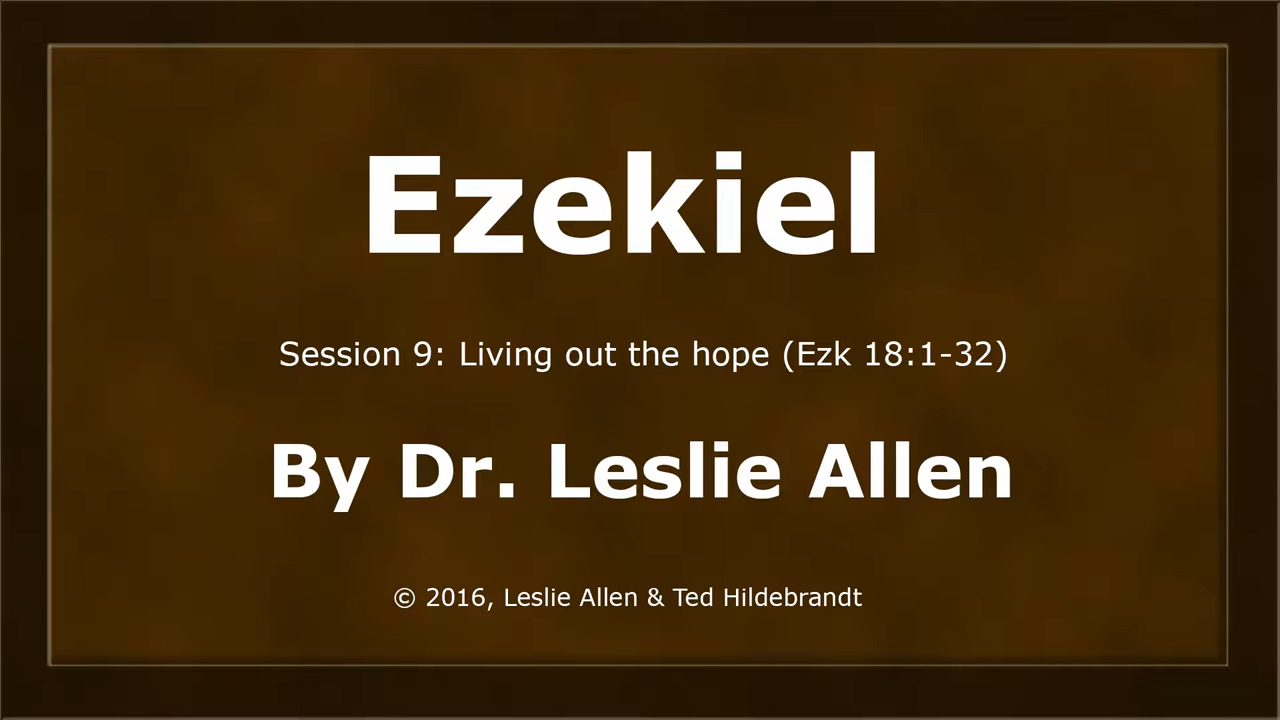 Ezekiel
Session 9: Living out the hope (Ezk 18:1-32)
By Dr. Leslie Allen
© 2016, Leslie Allen & Ted Hildebrandt